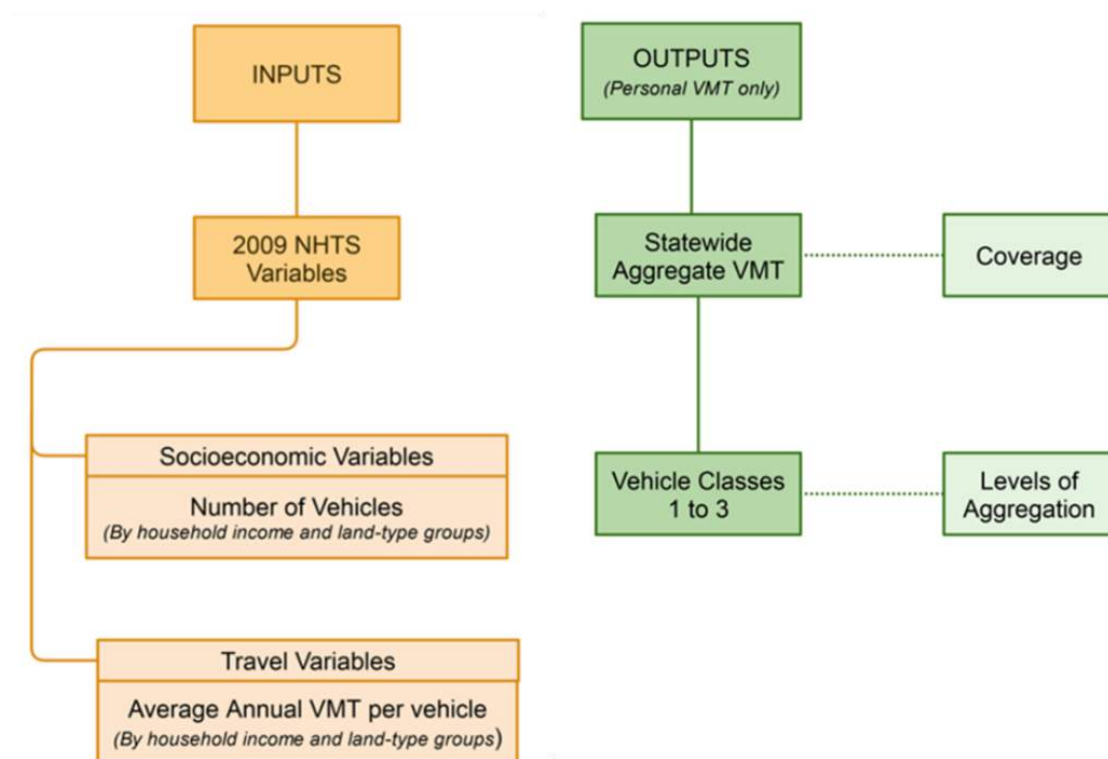 INPUTS
2009 NHTS
Variables
Socioeconomic Variables
Number of Vehicles
(By household income and land-type groups)
Travel Variables
Average Annual VMT per vehicle
(By household income and land-type groups)
OUTPUTS
(Personal VMT only)
Statewide
Aggregate VMT
Coverage
Vehicle Classes
1 to 3
Levels of
Aggregation